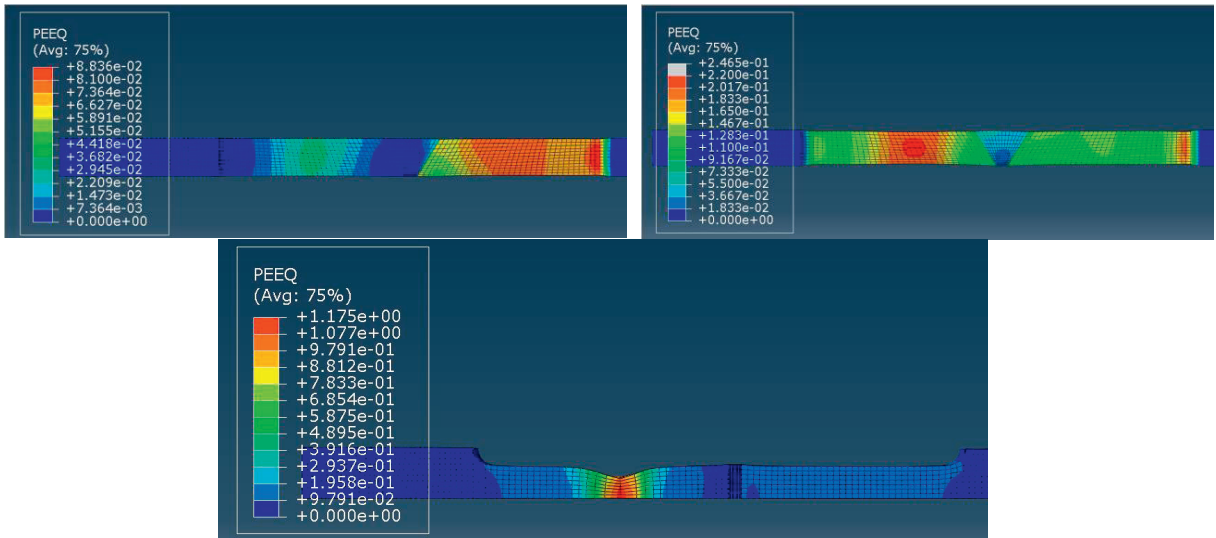 PEEQ
(Avg: 75%)
+8.836e-02
+8.100e-02
+7.364e-02
+6.627e-02
+5.891e-02
+5.155e-02
+4.418e-02
+3.682e-02
+2.945e-02
+2.209e-02
+1.473e-02
+7.364e-03
+0.000e+00
PEEQ
(Avg: 75%)
+2.465e-01
+2.200e-01
+2.017e-01
+1.833e-01
+1.650e-01
+1.467e-01
+1.283e-01
+1.100e-01
+9.167e-02
+7.333e-02
+5.500e-02
+3.667e-02
+1.833e-02
+0.000e+00
PEEQ
(Avg: 75%)
+1.175e+00
+1.077e+00
+9.791e-01
+8.812e-01
+7.833e-01
+6.854e-01
+5.875e-01
+4.895e-01
+3.916e-01
+2.937e-01
+1.958e-01
+9.791e-02
+0.000e+00